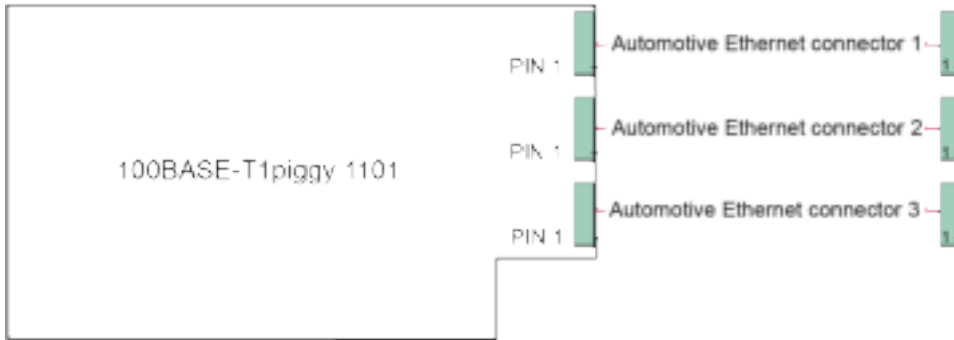 Automotive Ethernet connector 1
PIN 1
1
Automotive Ethernet connector 2
PIN 1
1
100BASE-T1piggy 1101
Automotive Ethernet connector 3
PIN 1
1